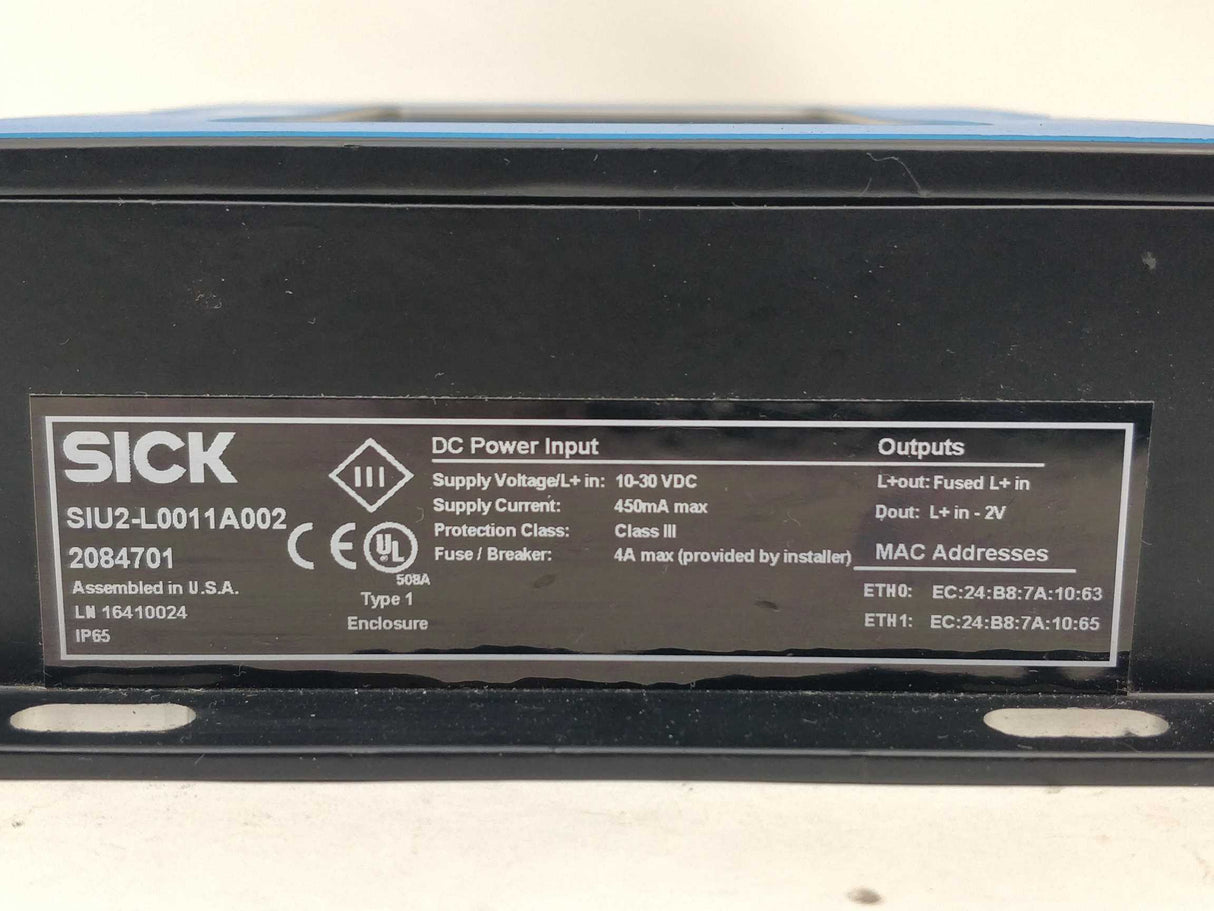 SICK
SIU2-L0011A002
2084701
Assembled in U.S.A.
LN 16410024
IP65
III
CE UL
508A
Type 1
Enclosure
DC Power Input
Supply Voltage/L+ in: 10-30 VDC
Supply Current: 450mA max
Protection Class: Class III
Fuse / Breaker: 4A max (provided by installer)
Outputs
L+out: Fused L+ in
Dout: L+ in - 2V
MAC Addresses
ETH0: EC:24:B8:7A:10:63
ETH1: EC:24:B8:7A:10:65